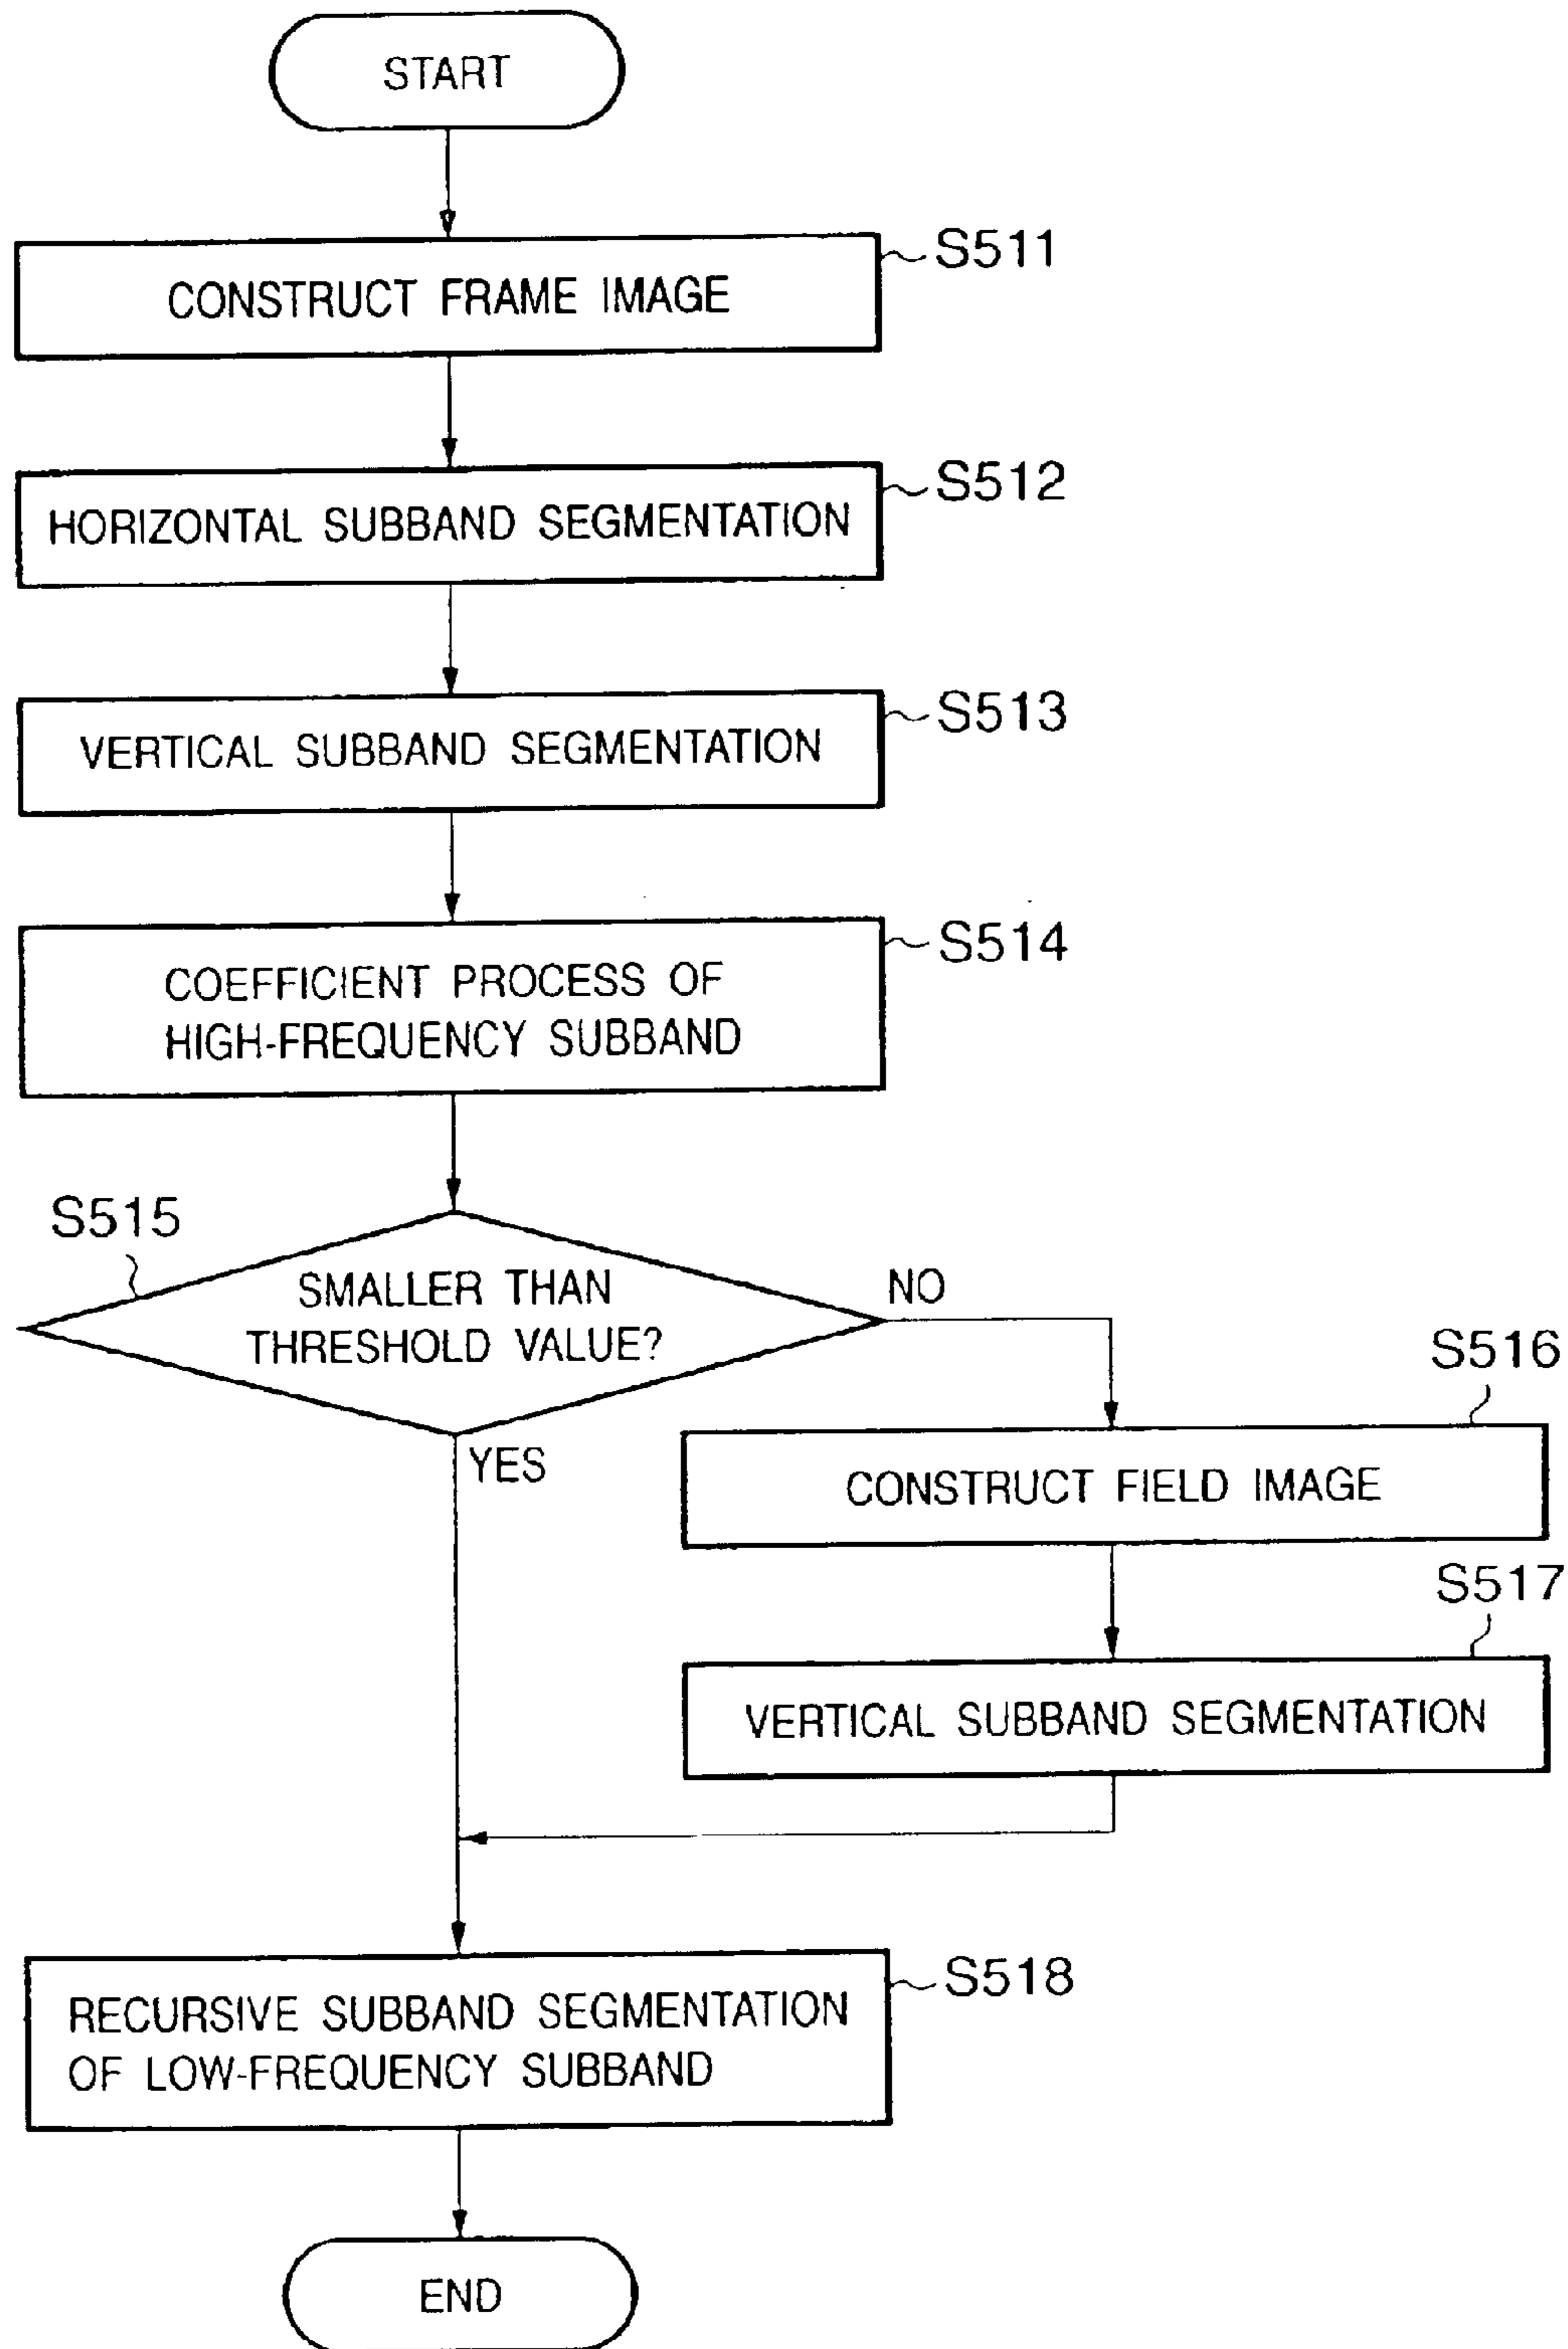 START
S511
CONSTRUCT FRAME IMAGE
S512
HORIZONTAL SUBBAND SEGMENTATION
S513
VERTICAL SUBBAND SEGMENTATION
S514
COEFFICIENT PROCESS OF
HIGH-FREQUENCY SUBBAND
S515
SMALLER THAN
THRESHOLD VALUE?
NO
YES
S516
CONSTRUCT FIELD IMAGE
S517
VERTICAL SUBBAND SEGMENTATION
S518
RECURSIVE SUBBAND SEGMENTATION
OF LOW-FREQUENCY SUBBAND
END